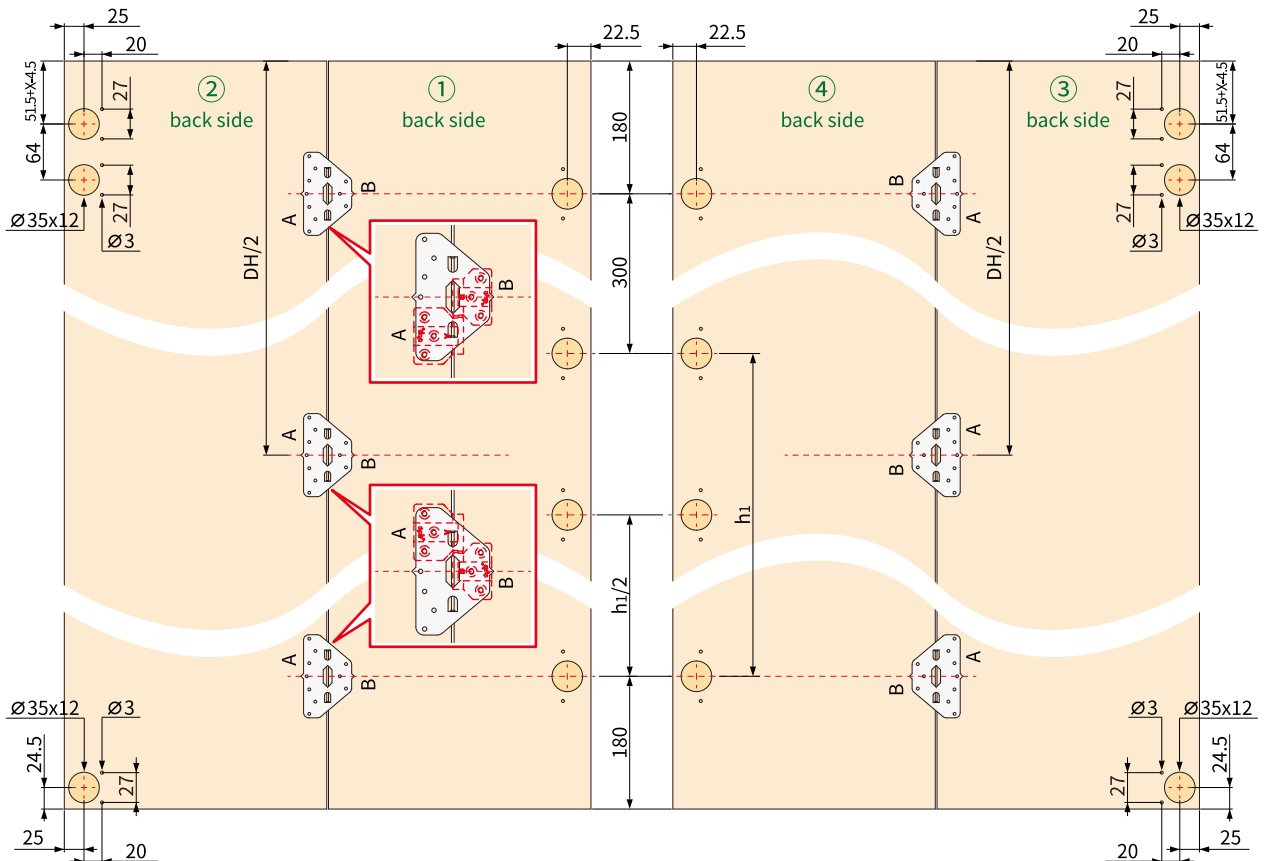 25
22.5
22.5
25
20
20
51.5+X-4.5
27
②
①
④
③
27
51.5+X-4.5
back side
back side
back side
back side
180
64
64
B
B
27
A
A
27
Ø35x12
Ø3
Ø3
Ø35x12
DH/2
300
DH/2
B
A
A
A
B
B
h1
A
B
h1/2
A
A
B
B
Ø35x12
Ø3
180
Ø3
Ø35x12
24.5
27
27
24.5
25
20
20
25